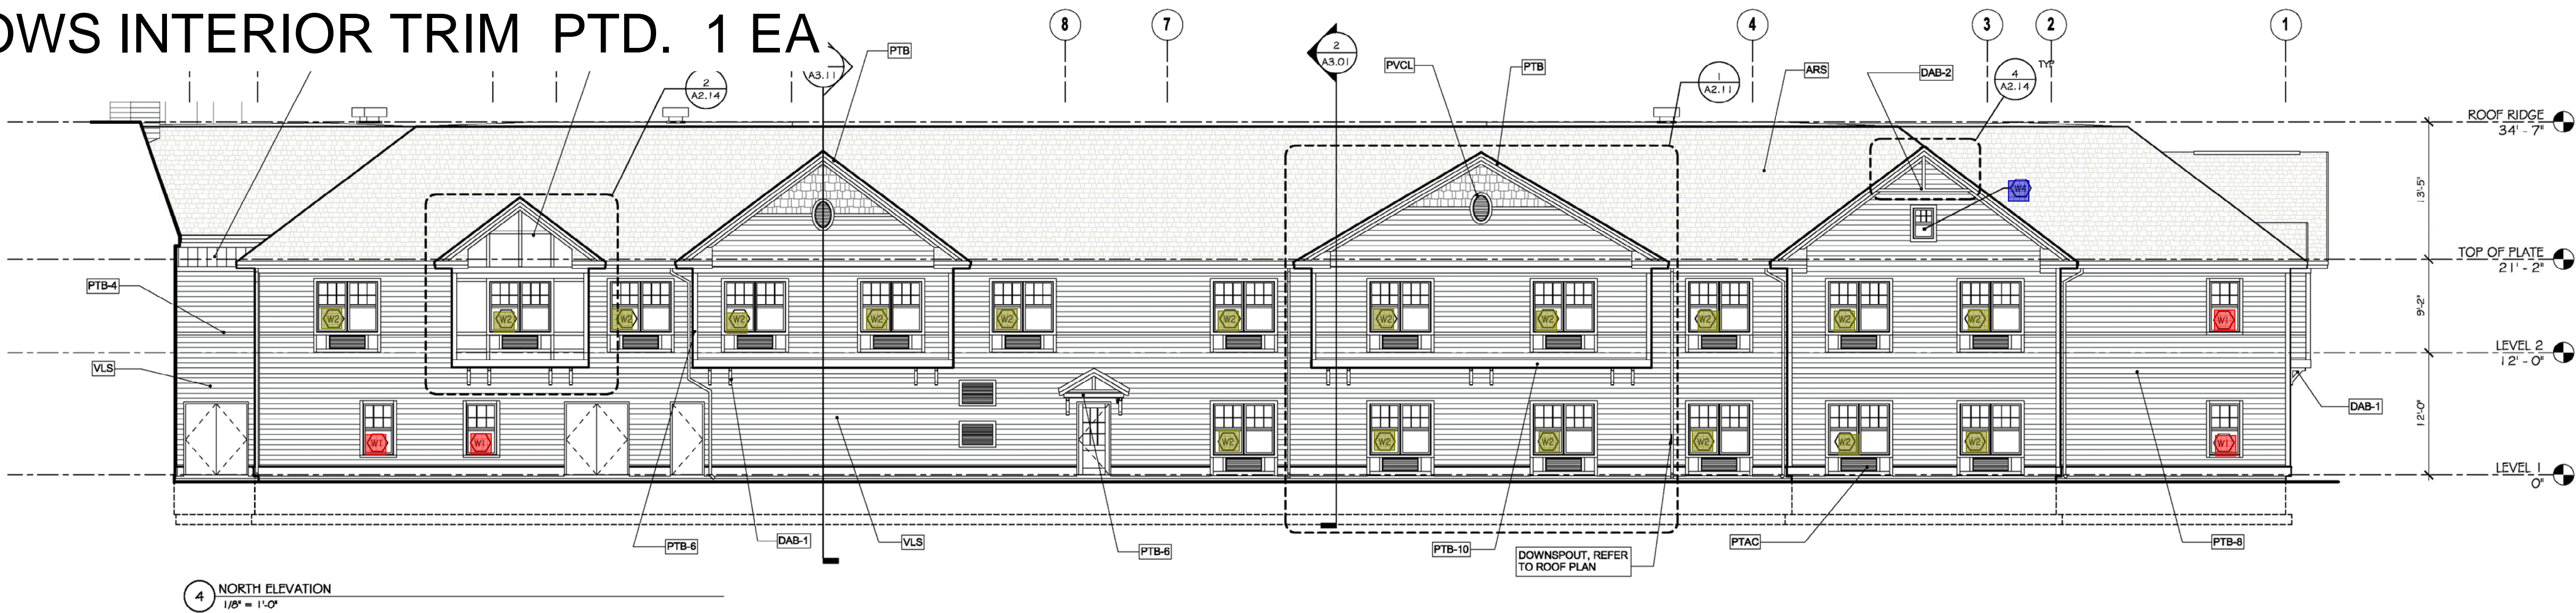 OWS INTERIOR TRIM PTD. 1 EA
8
7
4
3
2
1
2
A2.14
A3.11
PTB
2
A3.01
PVCL
PTB
1
A2.11
ARS
DAB-2
4
A2.14
TYP
ROOF RIDGE
34' - 7"
W4
13'-5"
TOP OF PLATE
21' - 2"
PTB-4
W2
W2
W2
W2
W2
W2
W2
W2
W2
W2
W2
W2
W1
9'-2"
LEVEL 2
12' - 0"
VLS
DAB-1
12'-0"
W1
W1
W2
W2
W2
W2
W2
W2
W1
LEVEL 1
0"
PTB-6
DAB-1
VLS
PTB-6
PTB-10
DOWNSPOUT, REFER
TO ROOF PLAN
PTAC
PTB-8
4
NORTH ELEVATION
1/8" = 1'-0"